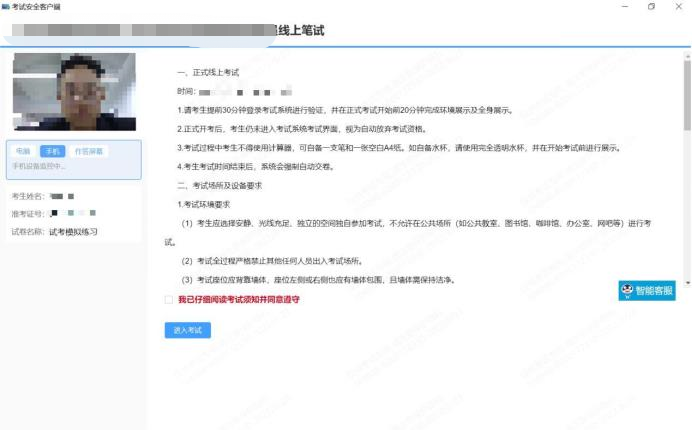 考试安全客户端
线上笔试
电脑 手机 作答屏幕
手机设备监控中...
考生姓名：
准考证号：
试卷名称：试考模拟练习
一、正式线上考试
时间：
1.请考生提前30分钟登录考试系统进行验证，并在正式考试开始前20分钟完成环境展示及全身展示。
2.正式开考后，考生仍未进入考试系统考试界面，视为自动放弃考试资格。
3.考试过程中考生不得使用计算器，可自备一支笔和一张空白A4纸。如自备水杯，请使用完全透明水杯，并在开始考试前进行展示。
4.考生考试时间结束后，系统会强制自动交卷。
二、考试场所及设备要求
1.考试环境要求
（1）考生应选择安静、光线充足、独立的空间独自参加考试，不允许在公共场所（如公共教室、图书馆、咖啡馆、办公室、网吧等）进行考
试。
（2）考试全过程严格禁止其他任何人员出入考试场所。
（3）考试座位应背靠墙体，座位左侧或右侧也应有墙体包围，且墙体需保持洁净。
智能客服
我已仔细阅读考试须知并同意遵守
进入考试